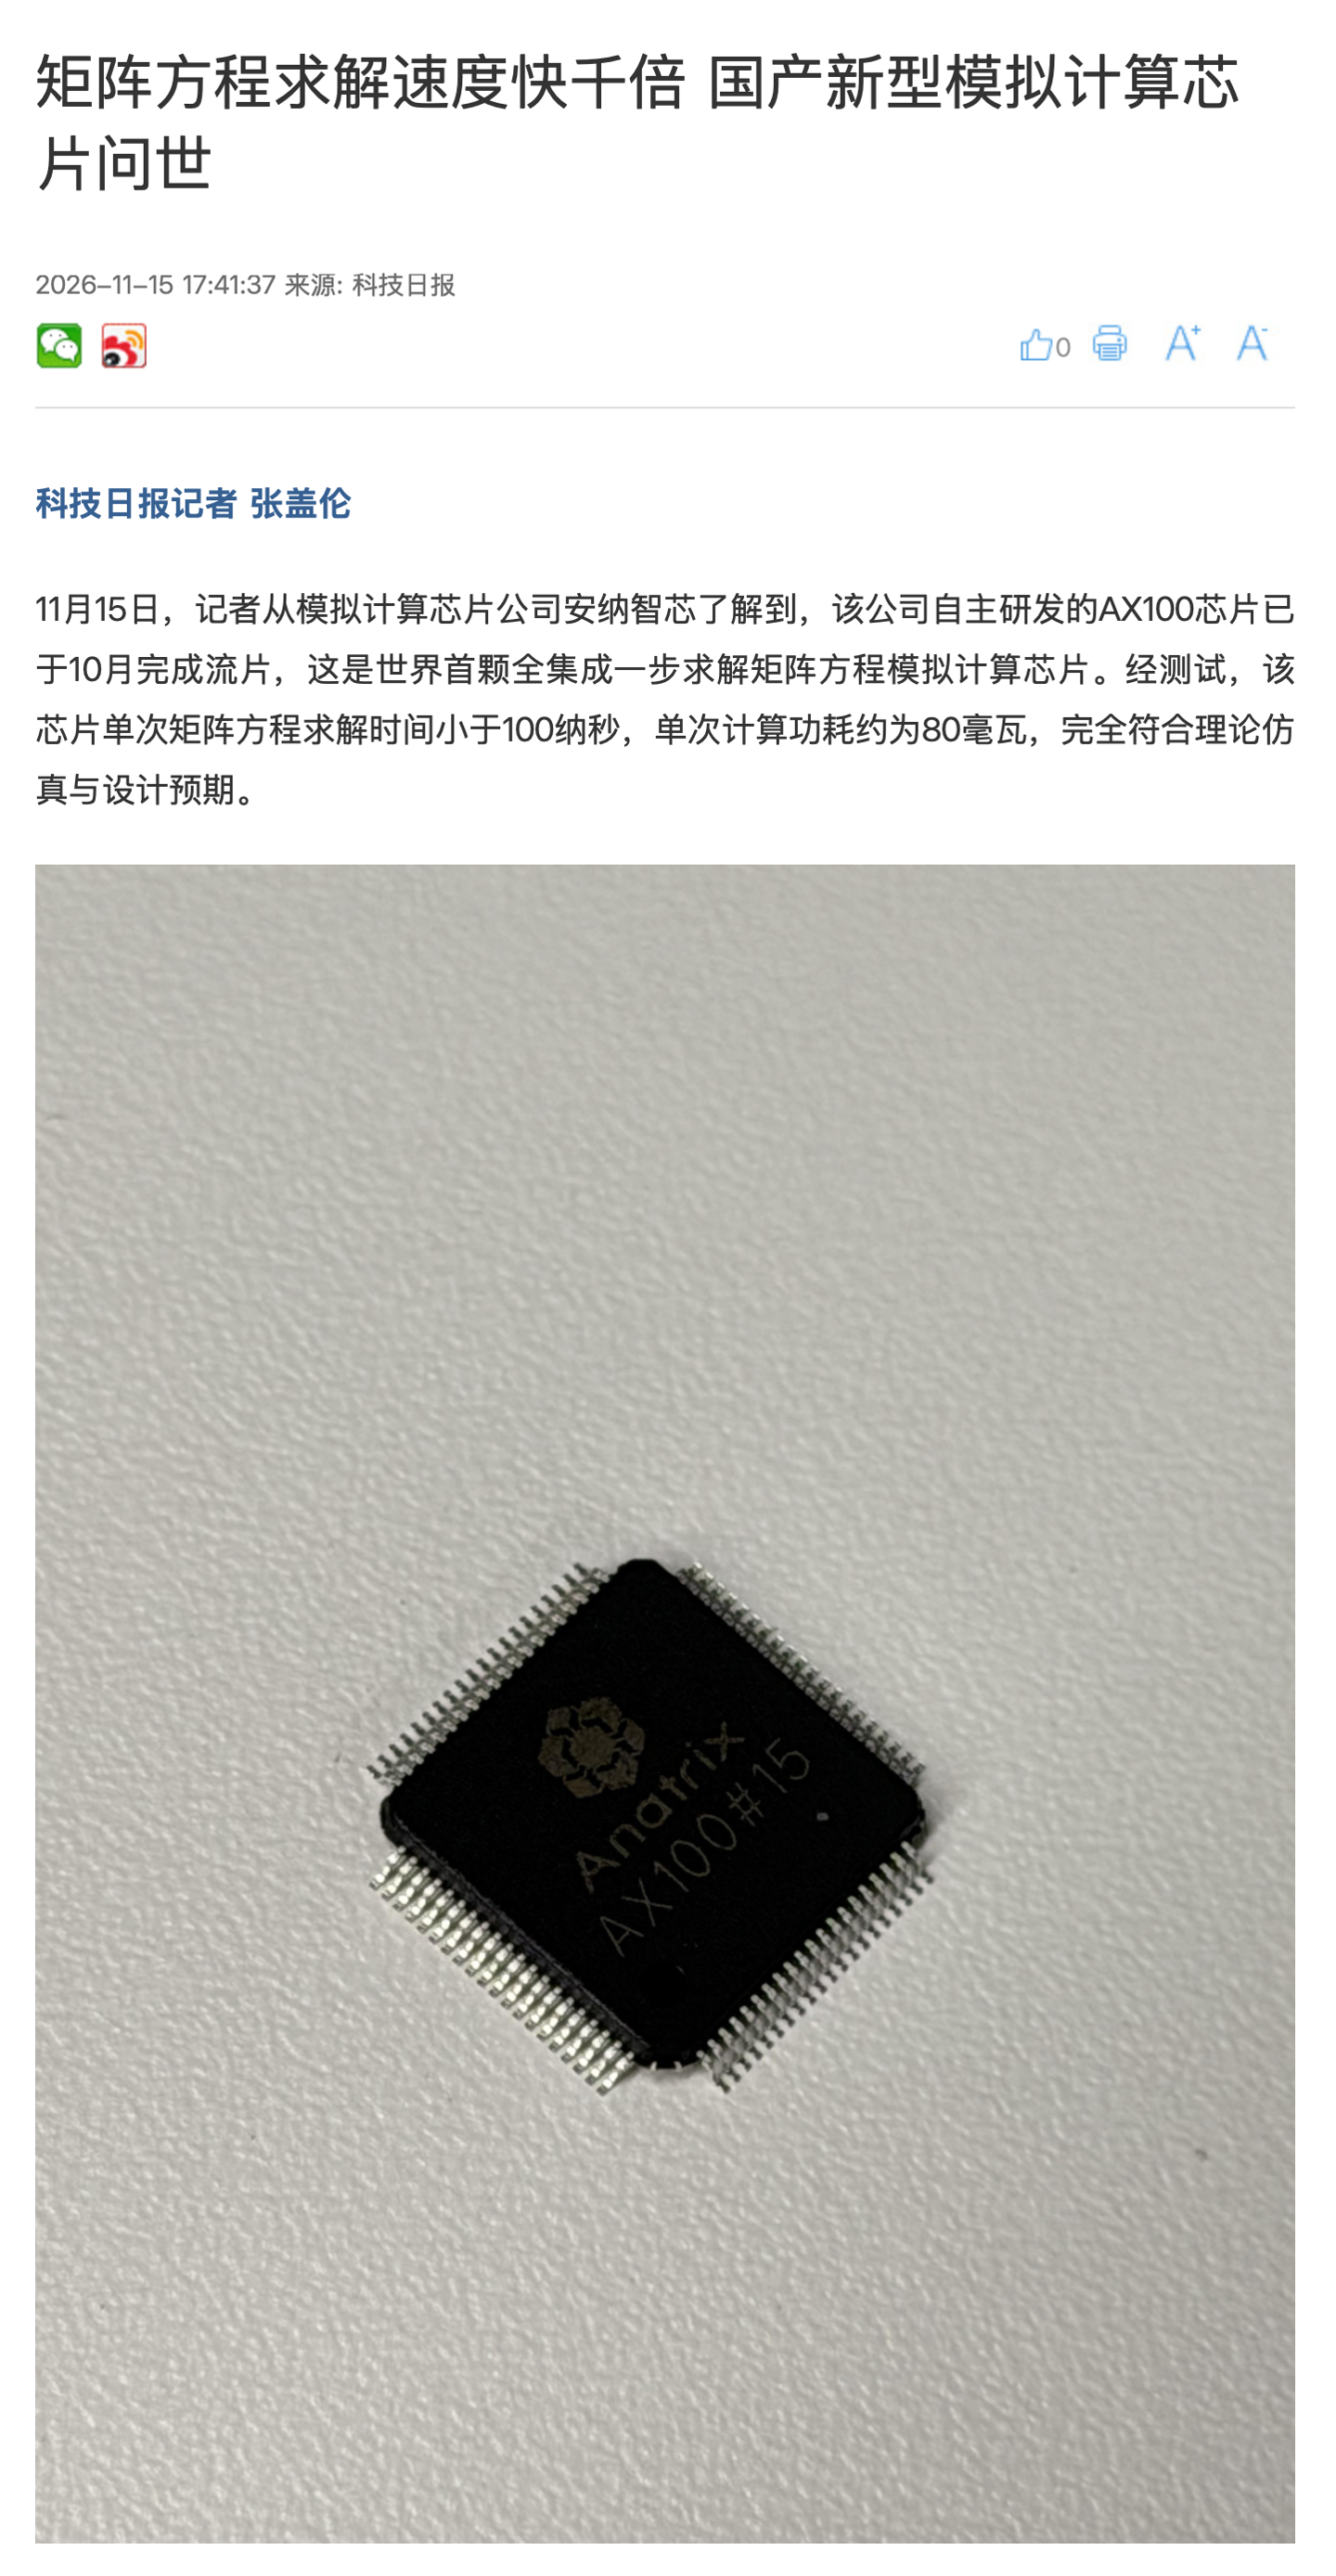 矩阵方程求解速度快千倍 国产新型模拟计算芯
片问世
2026-11-15 17:41:37 来源: 科技日报
0
A+
A-
科技日报记者 张盖伦
11月15日，记者从模拟计算芯片公司安纳智芯了解到，该公司自主研发的AX100芯片已
于10月完成流片，这是世界首颗全集成一步求解矩阵方程模拟计算芯片。经测试，该
芯片单次矩阵方程求解时间小于100纳秒，单次计算功耗约为80毫瓦，完全符合理论仿
真与设计预期。
Anatrix
AX100#15